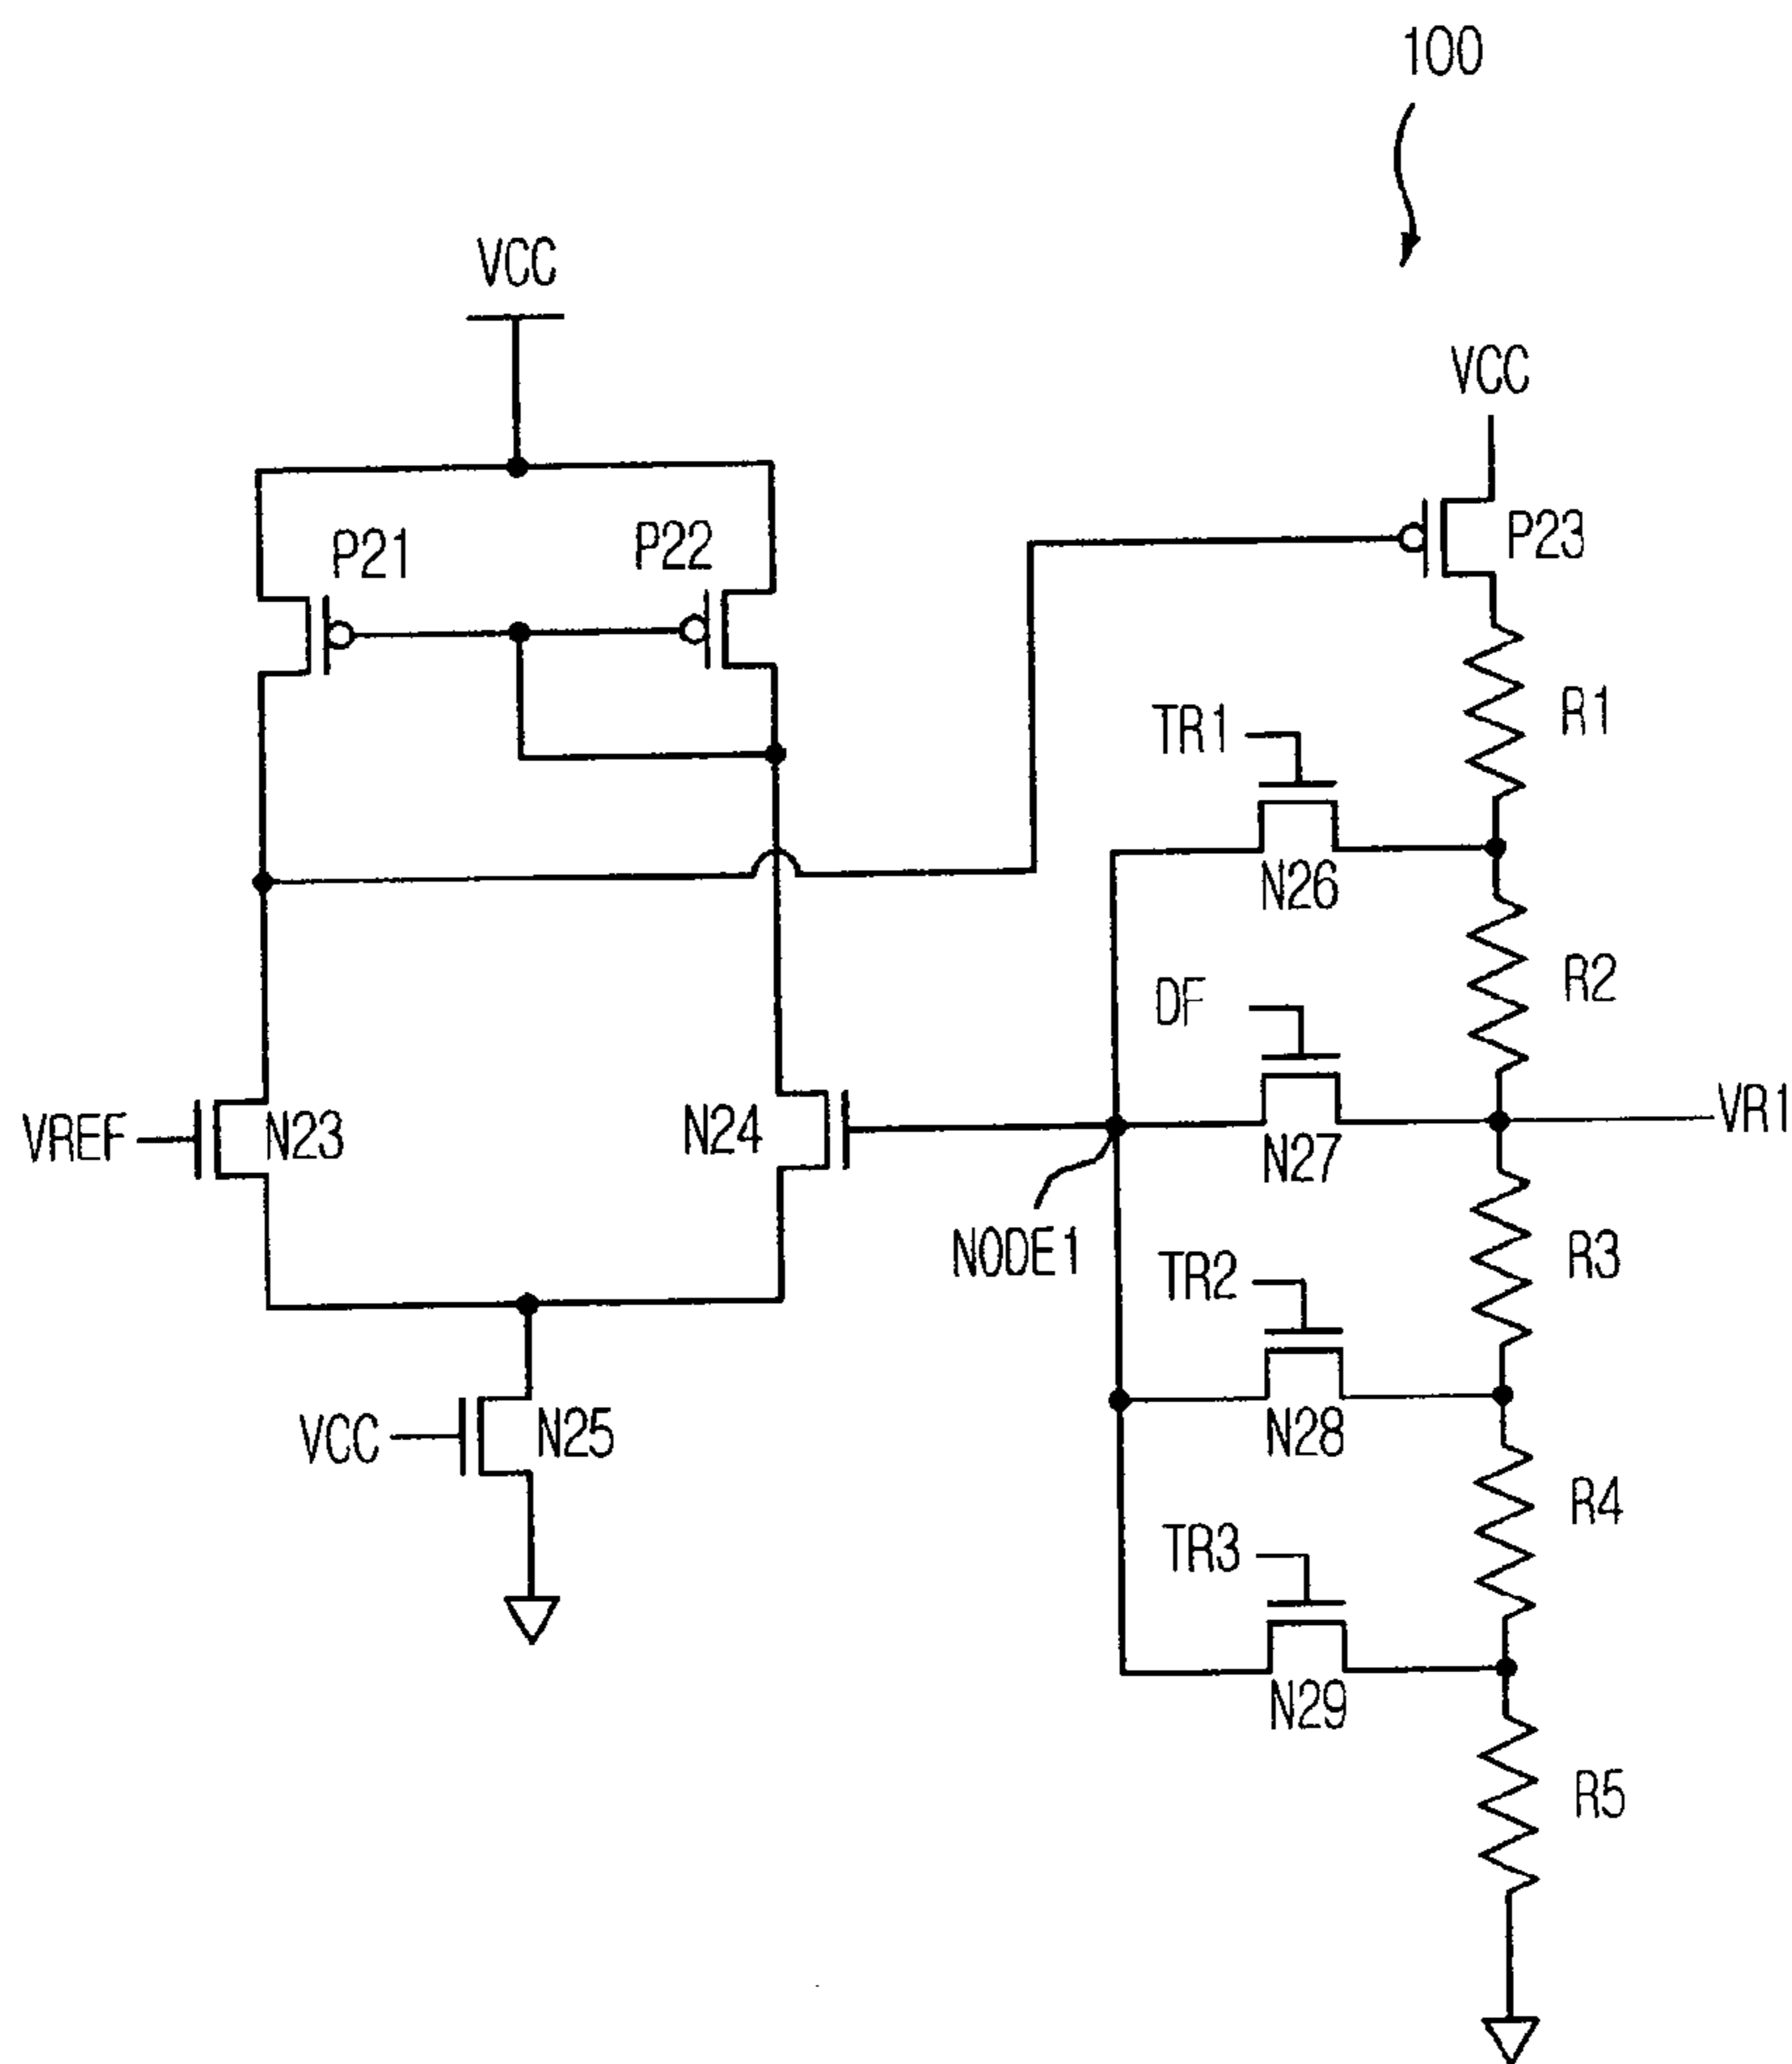 100
VCC
VCC
P21
P22
P23
R1
TR1
N26
R2
DF
VREF
N23
N24
N27
VR1
NODE1
TR2
R3
VCC
N25
N28
R4
TR3
N29
R5